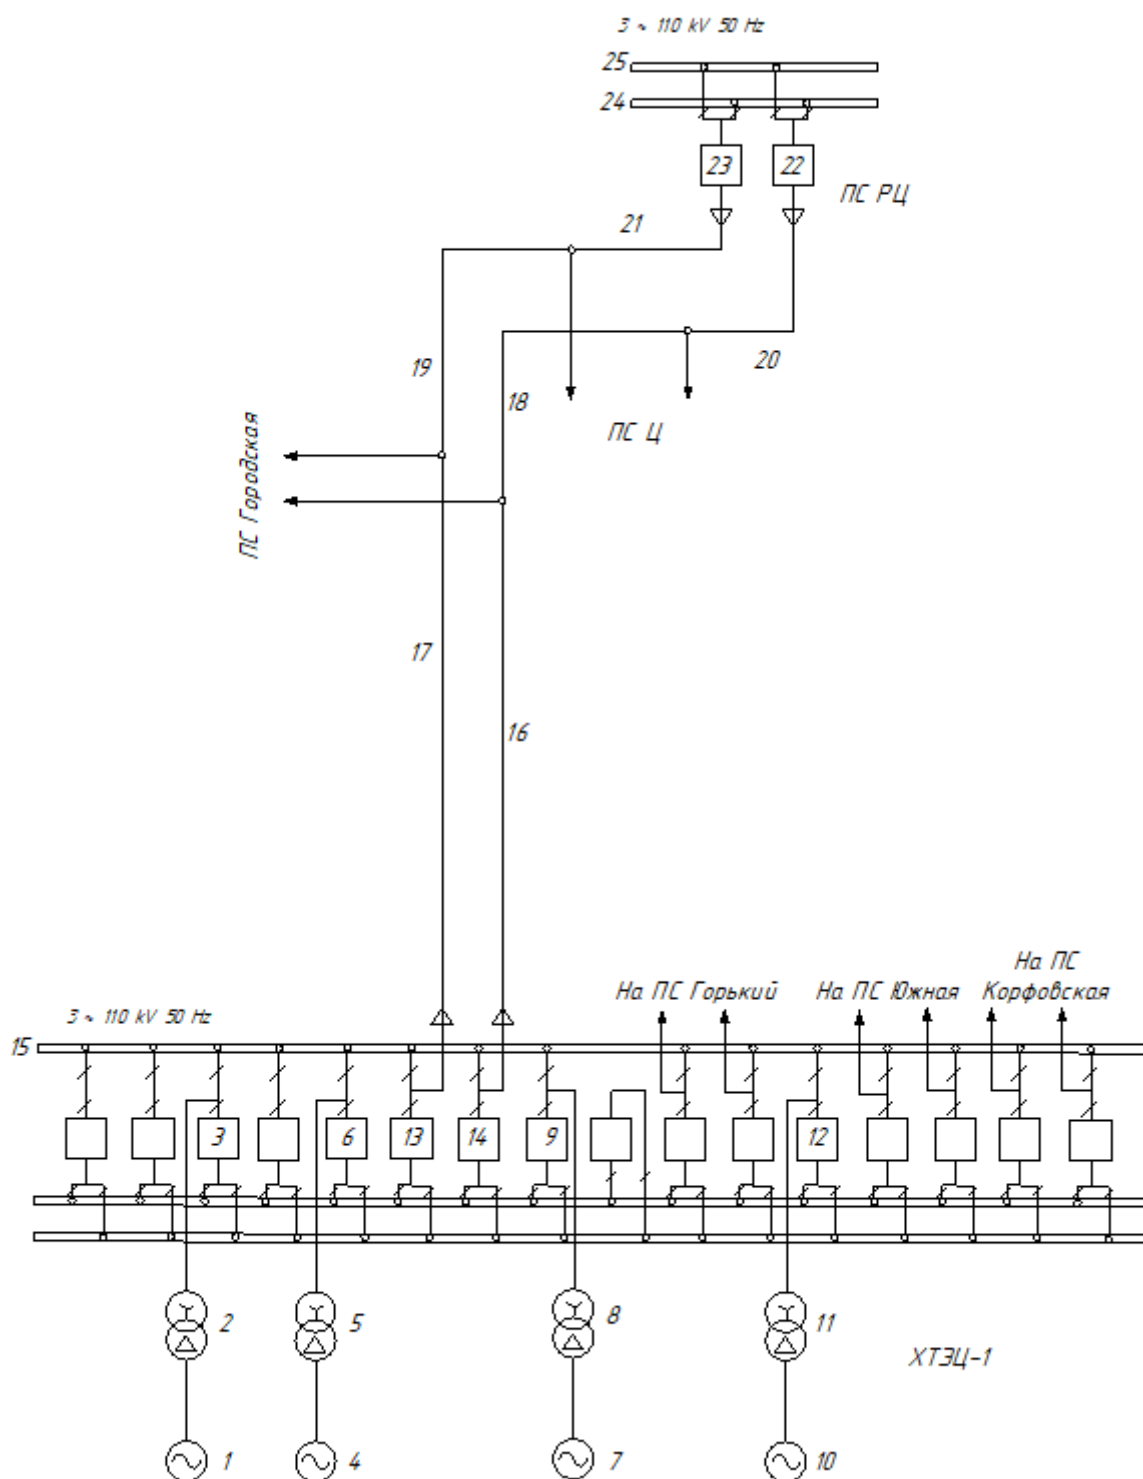 3 ~ 110 kV 50 Hz
25
24
23
22
ПС РЦ
21
20
19
18
ПС Ц
ПС Городская
17
16
На ПС Горький
На ПС Южная
На ПС
Корфовская
3 ~ 110 kV 50 Hz
15
3
6
13
14
9
12
2
5
8
11
ХТЭЦ-1
1
4
7
10